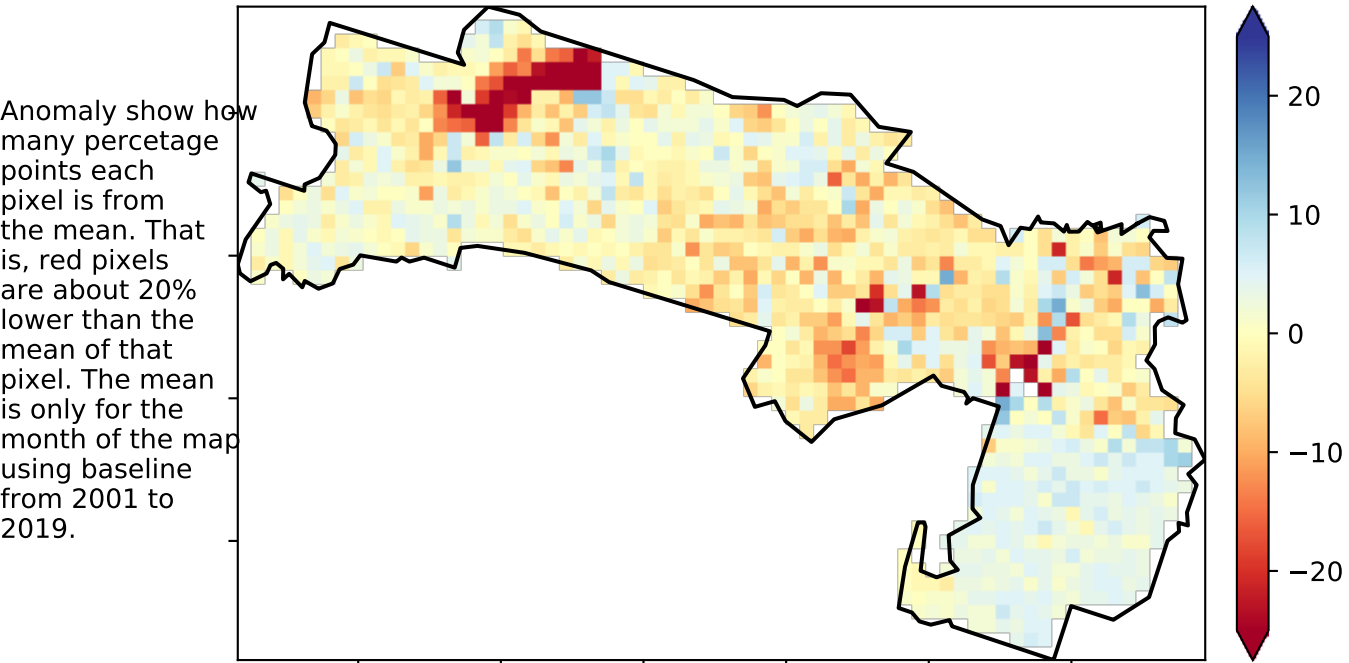 Anomaly show how
many percetage
points each
pixel is from
the mean. That
is, red pixels
are about 20%
lower than the
mean of that
pixel. The mean
is only for the
month of the map
using baseline
from 2001 to
2019.
20
10
0
−10
−20